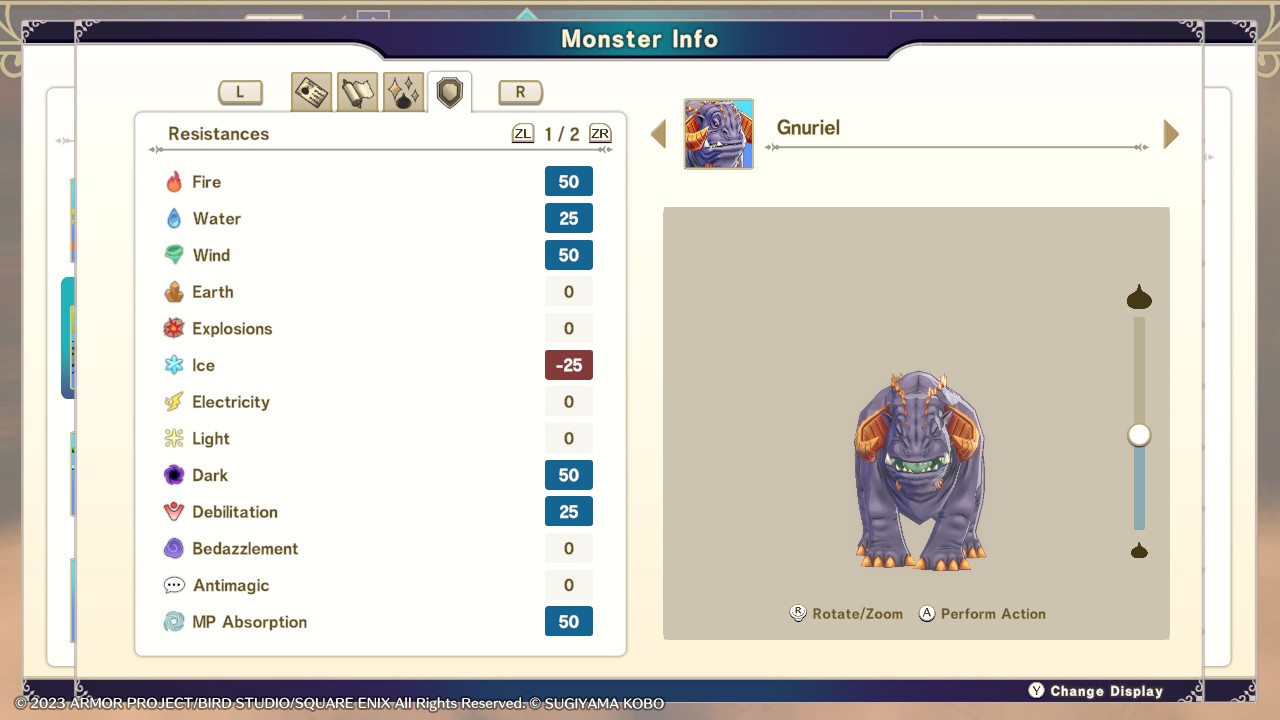 Monster Info
L
R
Resistances
ZL 1 / 2 ZR
Gnuriel
Fire 50
Water 25
Wind 50
Earth 0
Explosions 0
Ice -25
Electricity 0
Light 0
Dark 50
Debilitation 25
Bedazzlement 0
Antimagic 0
MP Absorption 50
R Rotate/Zoom A Perform Action
Y Change Display
© 2023 ARMOR PROJECT/BIRD STUDIO/SQUARE ENIX All Rights Reserved. © SUGIYAMA KOBO